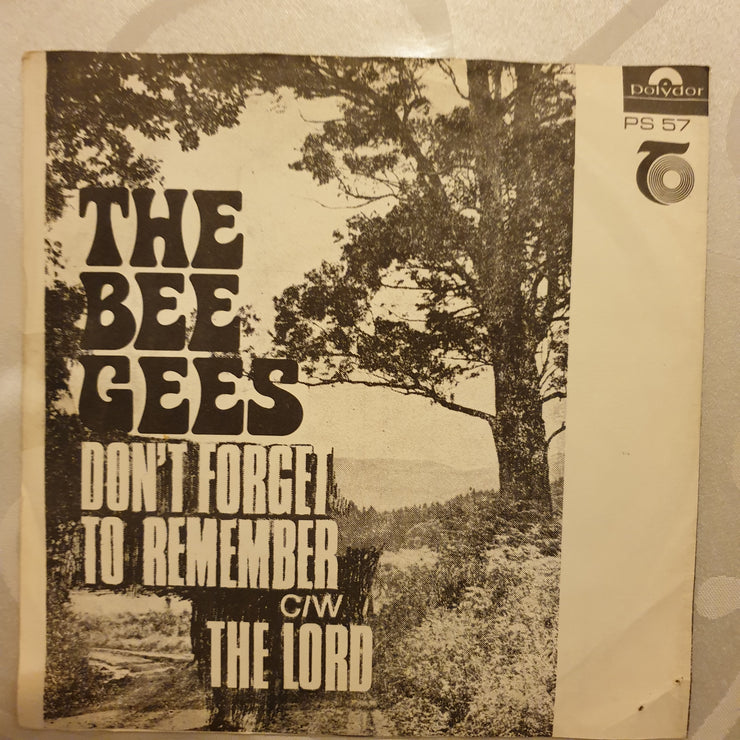 polydor
PS 57
THE
BEE
GEES
DON'T FORGET
TO REMEMBER
C/W
THE LORD